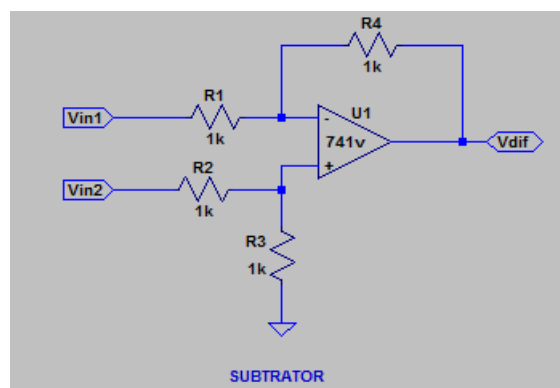 R4
1k
Vin1
R1
1k
U1
-
741v
+
Vdif
Vin2
R2
1k
R3
1k
SUBTRATOR